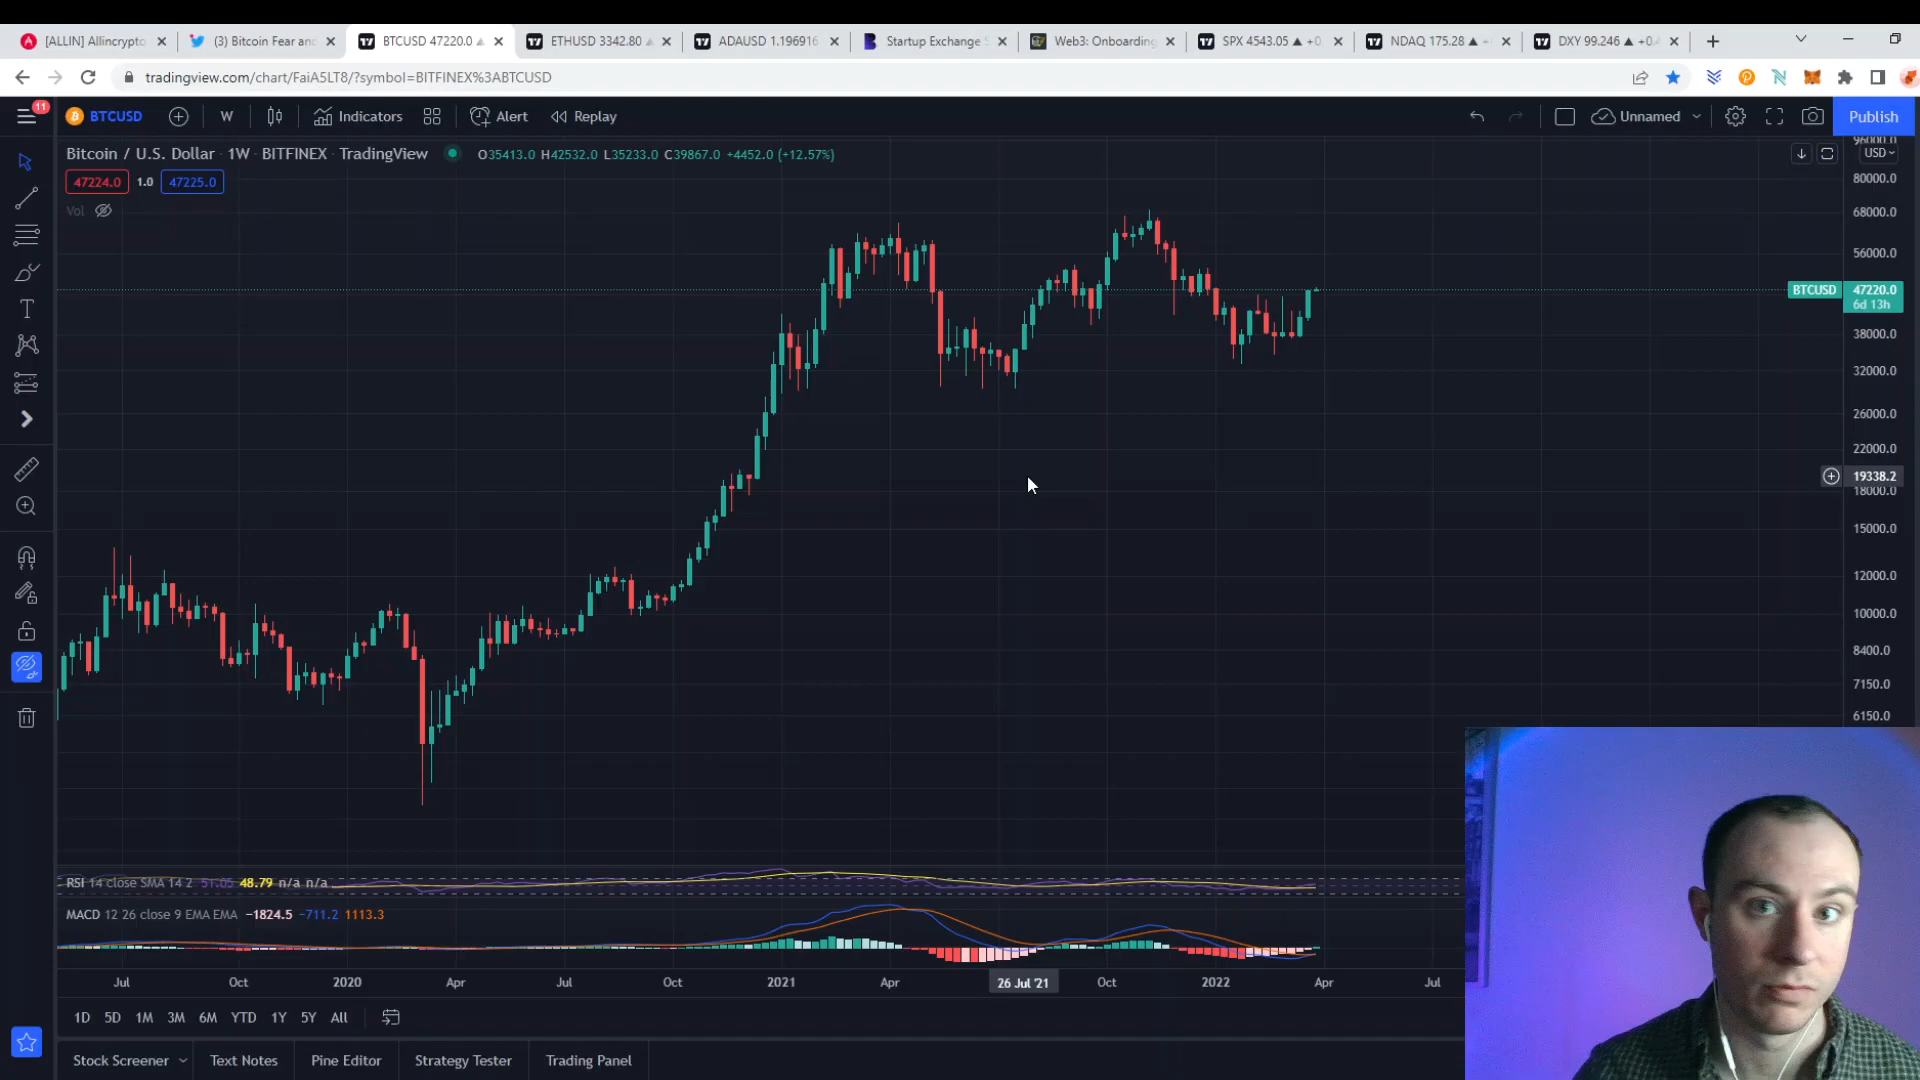 [ALLIN] Allincrypto
(3) Bitcoin Fear and
BTCUSD 47220.0
ETHUSD 3342.80
ADAUSD 1.196916
Startup Exchange S
Web3: Onboarding
SPX 4543.05 ▲ +0
NDAQ 175.28 ▲
DXY 99.246 ▲ +0.
tradingview.com/chart/FaiA5LT8/?symbol=BITFINEX%3ABTCUSD
11
BTCUSD
W
Indicators
Alert
Replay
Unnamed
Publish
Bitcoin / U.S. Dollar · 1W · BITFINEX · TradingView
O35413.0 H42532.0 L35233.0 C39867.0 +4452.0 (+12.57%)
USD
47224.0 1.0 47225.0
Vol
96000.0
80000.0
68000.0
56000.0
BTCUSD 47220.0
6d 13h
38000.0
32000.0
26000.0
22000.0
19338.2
18000.0
15000.0
12000.0
10000.0
8400.0
7150.0
6150.0
RSI 14 close SMA 14 2 51.05 48.79 n/a n/a
MACD 12 26 close 9 EMA EMA −1824.5 −711.2 1113.3
Jul Oct 2020 Apr Jul Oct 2021 Apr 26 Jul '21 Oct 2022 Apr Jul
1D 5D 1M 3M 6M YTD 1Y 5Y All
Stock Screener Text Notes Pine Editor Strategy Tester Trading Panel